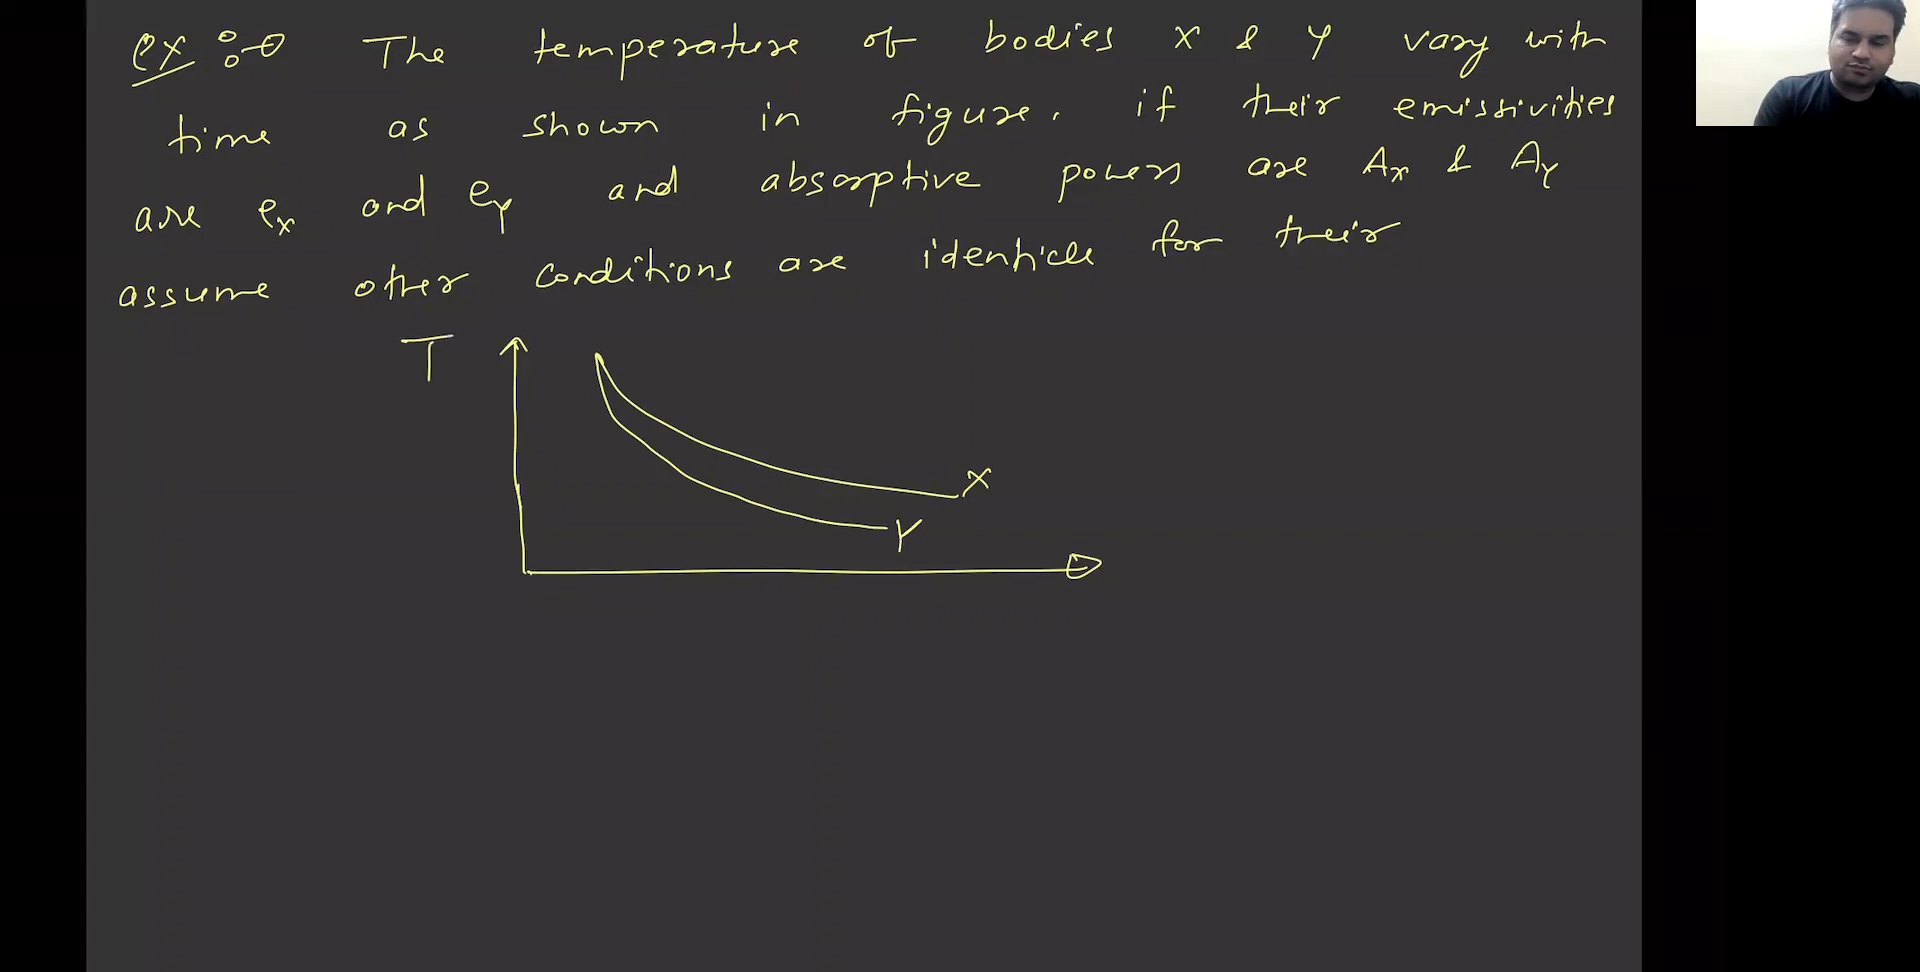 ex :- The temperature of bodies X & Y vary with
time as shown in figure. if their emissivities
are ex and eY and absorptive powers are Ax & AY
assume other conditions are identicle for their
T
X
Y